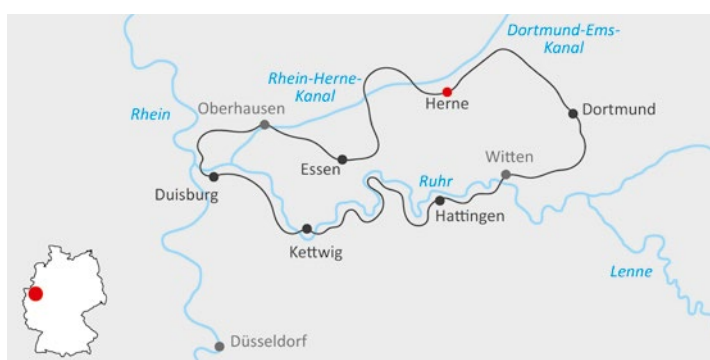 Dortmund-Ems-
Kanal
Rhein-Herne-
Kanal
Rhein
Oberhausen
Herne
Dortmund
Essen
Witten
Duisburg
Ruhr
Hattingen
Kettwig
Lenne
Düsseldorf